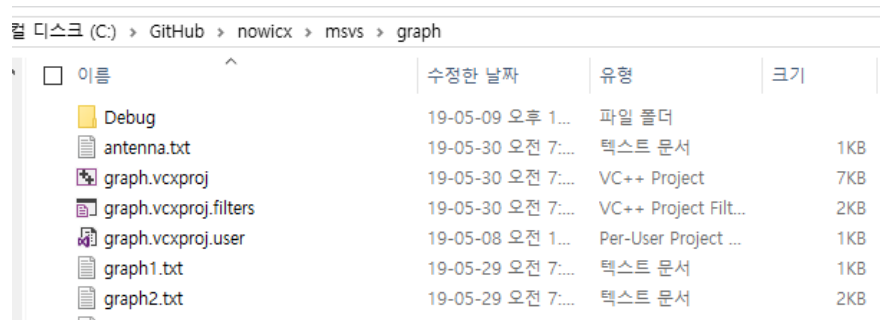 컬 디스크 (C:) › GitHub › nowicx › msvs › graph
이름 수정한 날짜 유형 크기
Debug 19-05-09 오후 1... 파일 폴더
antenna.txt 19-05-30 오전 7:... 텍스트 문서 1KB
graph.vcxproj 19-05-30 오전 7:... VC++ Project 7KB
graph.vcxproj.filters 19-05-30 오전 7:... VC++ Project Filt... 2KB
graph.vcxproj.user 19-05-08 오전 1... Per-User Project ... 1KB
graph1.txt 19-05-29 오전 7:... 텍스트 문서 1KB
graph2.txt 19-05-29 오전 7:... 텍스트 문서 2KB